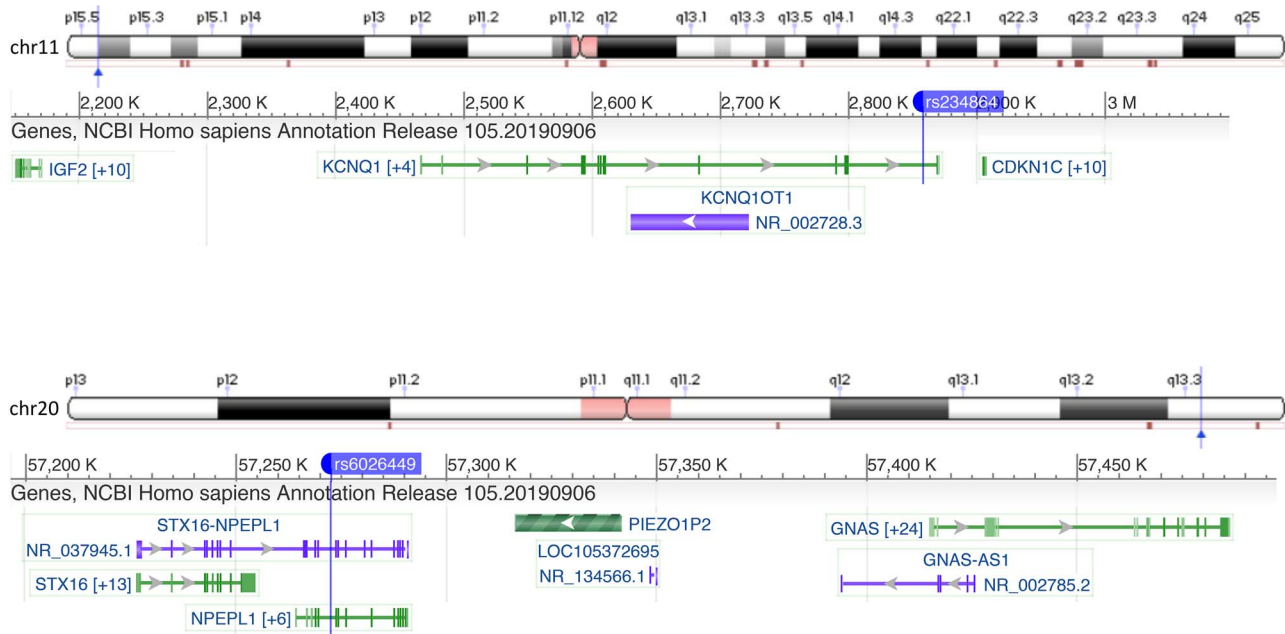 p15.5 p15.3 p15.1 p14 p13 p12 p11.2 p11.12 q12 q13.1 q13.3 q13.5 q14.1 q14.3 q22.1 q22.3 q23.2 q23.3 q24 q25
chr11
2,200 K 2,300 K 2,400 K 2,500 K 2,600 K 2,700 K 2,800 K rs234864 3 M
Genes, NCBI Homo sapiens Annotation Release 105.20190906
IGF2 [+10] KCNQ1 [+4] CDKN1C [+10]
KCNQ1OT1
NR_002728.3
p13 p12 p11.2 p11.1 q11.1 q11.2 q12 q13.1 q13.2 q13.3
chr20
57,200 K 57,250 K rs6026449 57,300 K 57,350 K 57,400 K 57,450 K
Genes, NCBI Homo sapiens Annotation Release 105.20190906
STX16-NPEPL1 PIEZO1P2 GNAS [+24]
NR_037945.1 LOC105372695 GNAS-AS1
STX16 [+13] NR_134566.1 NR_002785.2
NPEPL1 [+6]